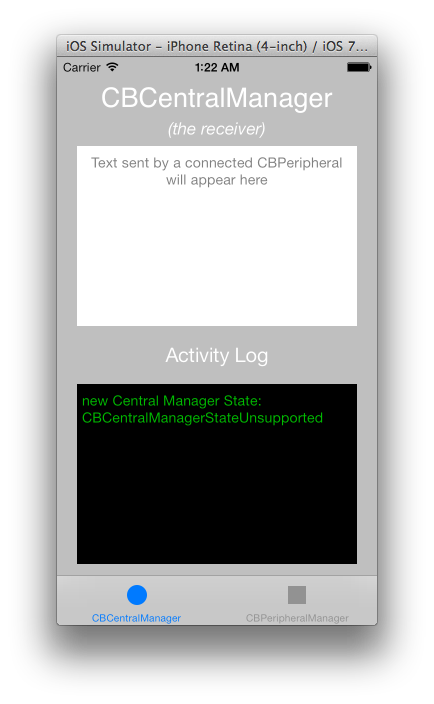 iOS Simulator – iPhone Retina (4-inch) / iOS 7...
Carrier 1:22 AM
CBCentralManager
(the receiver)
Text sent by a connected CBPeripheral
will appear here
Activity Log
new Central Manager State:
CBCentralManagerStateUnsupported
CBCentralManager CBPeripheralManager